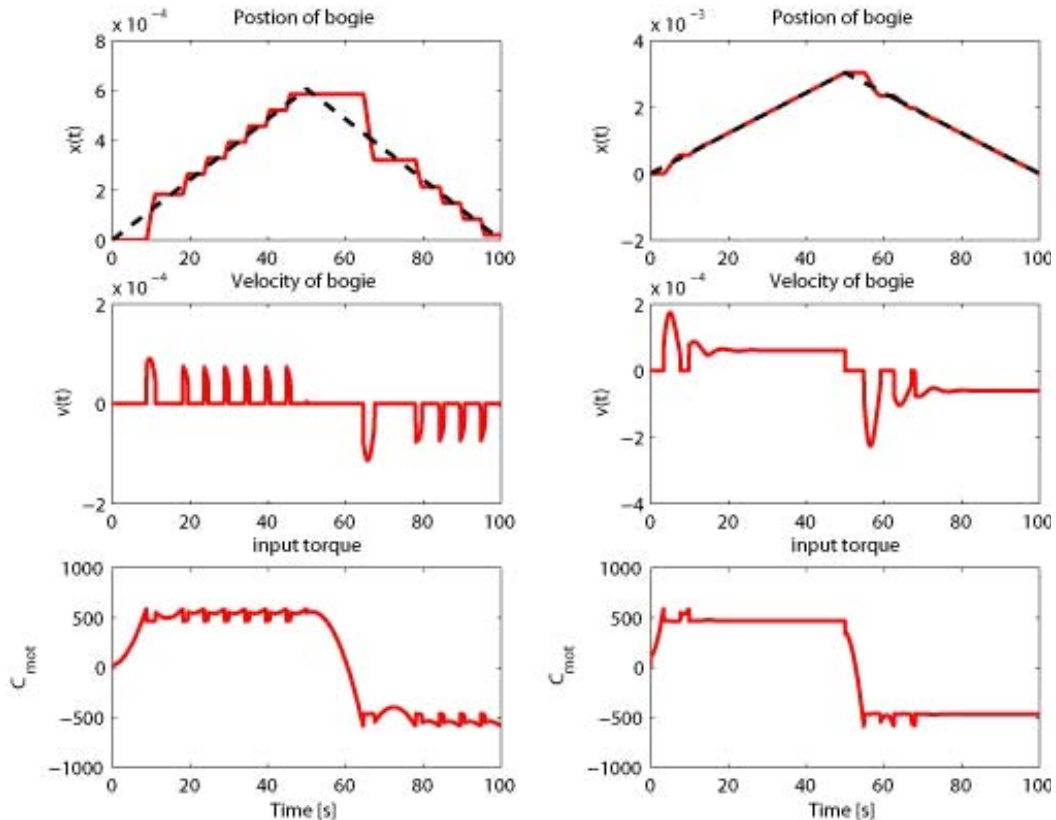 x 10⁻⁴ Postion of bogie
8
6
4
2
0
x(t)
0 20 40 60 80 100
x 10⁻⁴ Velocity of bogie
2
0
−2
v(t)
0 20 40 60 80 100
input torque
1000
500
0
−500
−1000
C_mot
0 20 40 60 80 100
Time [s]
x 10⁻³ Postion of bogie
4
2
0
−2
x(t)
0 20 40 60 80 100
x 10⁻⁴ Velocity of bogie
2
0
−2
−4
v(t)
0 20 40 60 80 100
input torque
1000
500
0
−500
−1000
C_mot
0 20 40 60 80 100
Time [s]